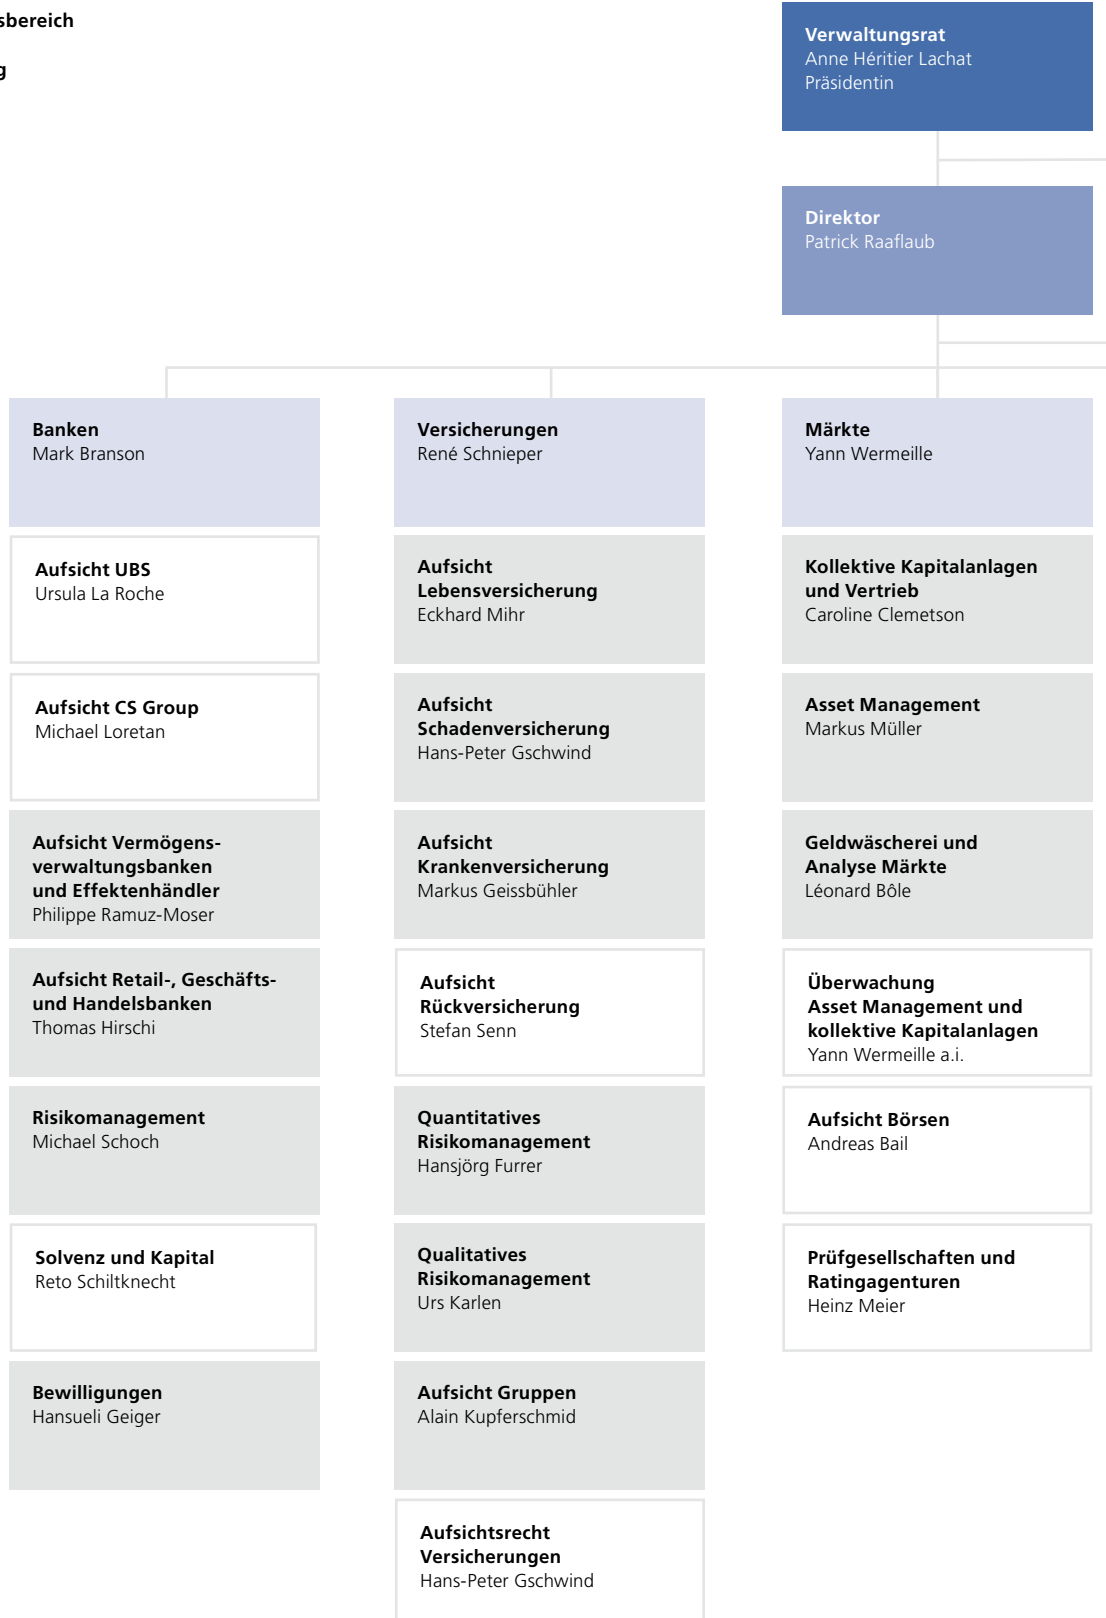 sbereich
g
Verwaltungsrat
Anne Héritier Lachat
Präsidentin
Direktor
Patrick Raaflaub
Banken
Mark Branson
Aufsicht UBS
Ursula La Roche
Aufsicht CS Group
Michael Loretan
Aufsicht Vermögens-
verwaltungsbanken
und Effektenhändler
Philippe Ramuz-Moser
Aufsicht Retail-, Geschäfts-
und Handelsbanken
Thomas Hirschi
Risikomanagement
Michael Schoch
Solvenz und Kapital
Reto Schiltknecht
Bewilligungen
Hansueli Geiger
Versicherungen
René Schnieper
Aufsicht
Lebensversicherung
Eckhard Mihr
Aufsicht
Schadenversicherung
Hans-Peter Gschwind
Aufsicht
Krankenversicherung
Markus Geissbühler
Aufsicht
Rückversicherung
Stefan Senn
Quantitatives
Risikomanagement
Hansjörg Furrer
Qualitatives
Risikomanagement
Urs Karlen
Aufsicht Gruppen
Alain Kupferschmid
Aufsichtsrecht
Versicherungen
Hans-Peter Gschwind
Märkte
Yann Wermeille
Kollektive Kapitalanlagen
und Vertrieb
Caroline Clemetson
Asset Management
Markus Müller
Geldwäscherei und
Analyse Märkte
Léonard Bôle
Überwachung
Asset Management und
kollektive Kapitalanlagen
Yann Wermeille a.i.
Aufsicht Börsen
Andreas Bail
Prüfgesellschaften und
Ratingagenturen
Heinz Meier